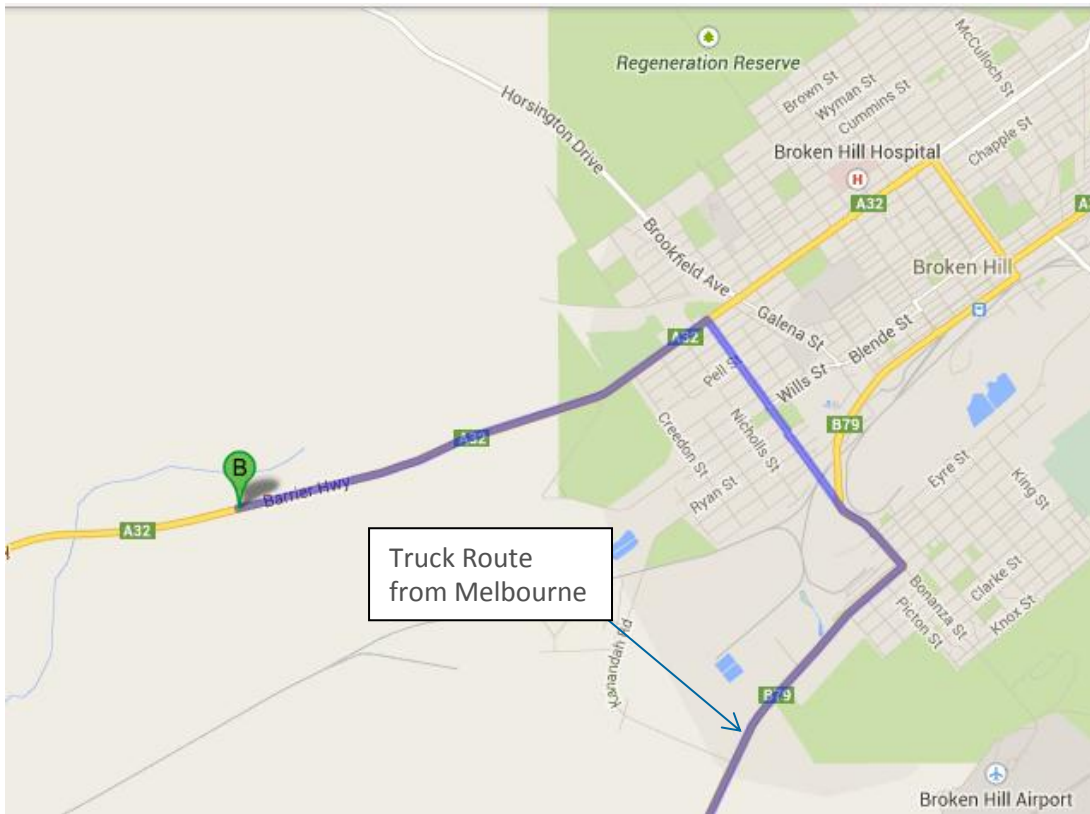 Regeneration Reserve
Brown St
Wyman St
Cummins St
McCulloch St
Chapple St
Horsington Drive
Broken Hill Hospital
H
A32
Brookfield Ave
Broken Hill
Galena St
Blende St
A32
Pell St
Wills St
Creedon St
Nicholls St
B79
A32
Ryan St
Eyre St
King St
B
Barrier Hwy
A32
Truck Route
from Melbourne
Bonanza St
Picton St
Clarke St
Knox St
Kanandah Rd
B79
Broken Hill Airport